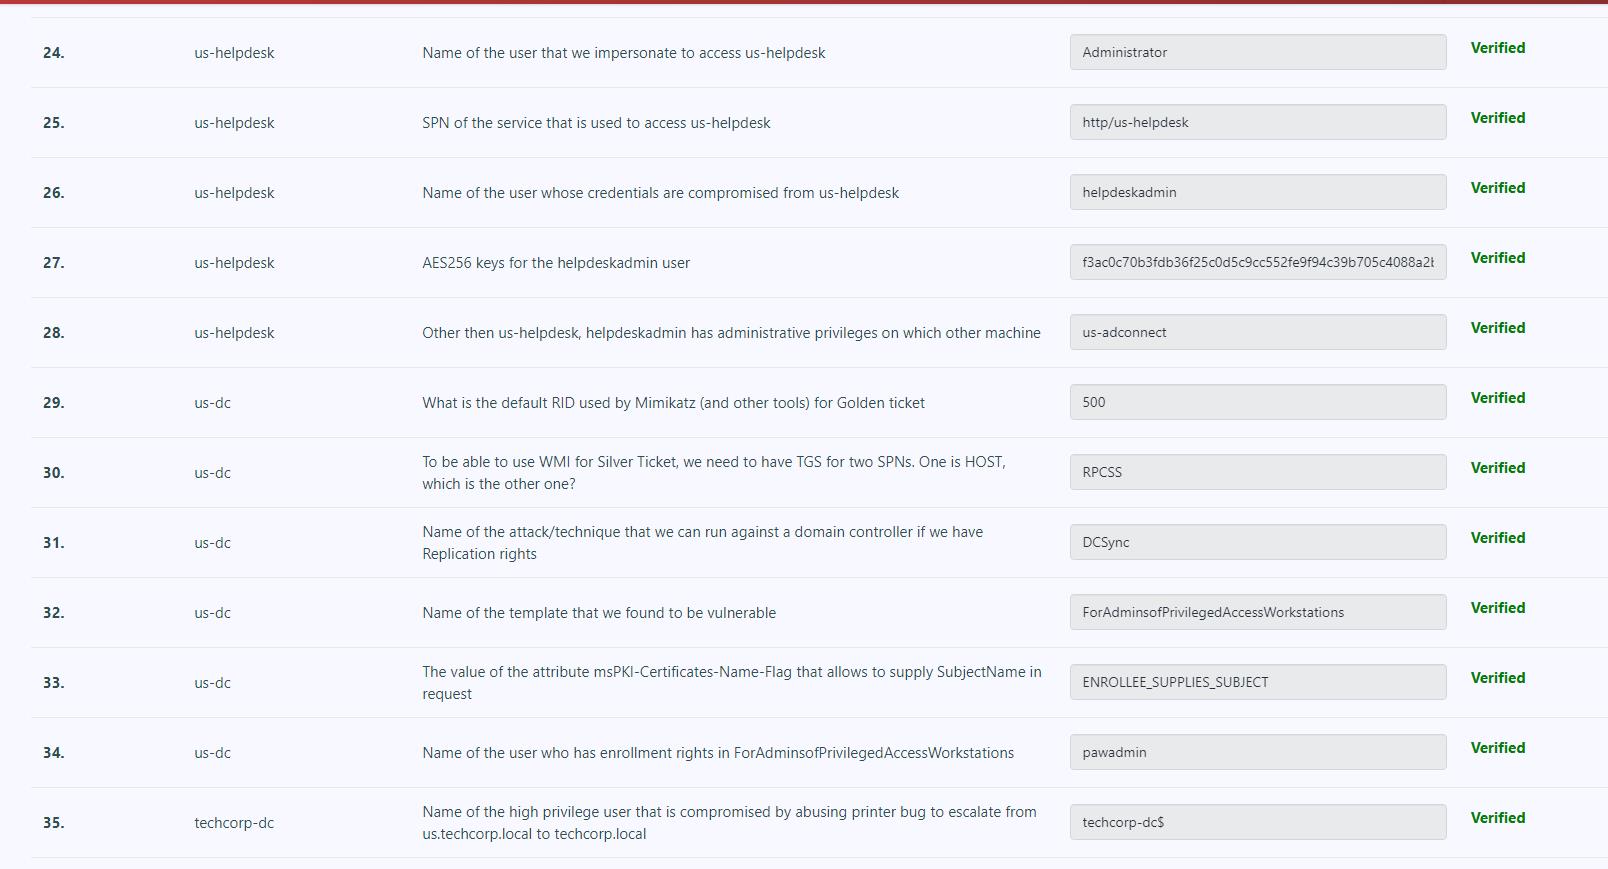 24. us-helpdesk Name of the user that we impersonate to access us-helpdesk Administrator Verified
25. us-helpdesk SPN of the service that is used to access us-helpdesk http/us-helpdesk Verified
26. us-helpdesk Name of the user whose credentials are compromised from us-helpdesk helpdeskadmin Verified
27. us-helpdesk AES256 keys for the helpdeskadmin user f3ac0c70b3fdb36f25c0d5c9cc552fe9f94c39b705c4088a2b Verified
28. us-helpdesk Other then us-helpdesk, helpdeskadmin has administrative privileges on which other machine us-adconnect Verified
29. us-dc What is the default RID used by Mimikatz (and other tools) for Golden ticket 500 Verified
30. us-dc To be able to use WMI for Silver Ticket, we need to have TGS for two SPNs. One is HOST,
which is the other one? RPCSS Verified
31. us-dc Name of the attack/technique that we can run against a domain controller if we have
Replication rights DCSync Verified
32. us-dc Name of the template that we found to be vulnerable ForAdminsofPrivilegedAccessWorkstations Verified
33. us-dc The value of the attribute msPKI-Certificates-Name-Flag that allows to supply SubjectName in
request ENROLLEE_SUPPLIES_SUBJECT Verified
34. us-dc Name of the user who has enrollment rights in ForAdminsofPrivilegedAccessWorkstations pawadmin Verified
35. techcorp-dc Name of the high privilege user that is compromised by abusing printer bug to escalate from
us.techcorp.local to techcorp.local techcorp-dc$ Verified